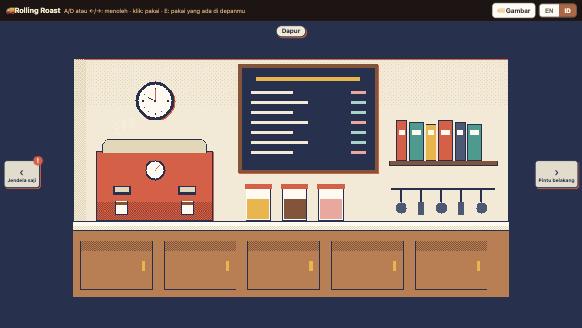 Rolling Roast A/D atau ←/→: menoleh · klik: pakai · E: pakai yang ada di depanmu Gambar EN ID
Dapur
!
‹ ›
Jendela saji Pintu belakang